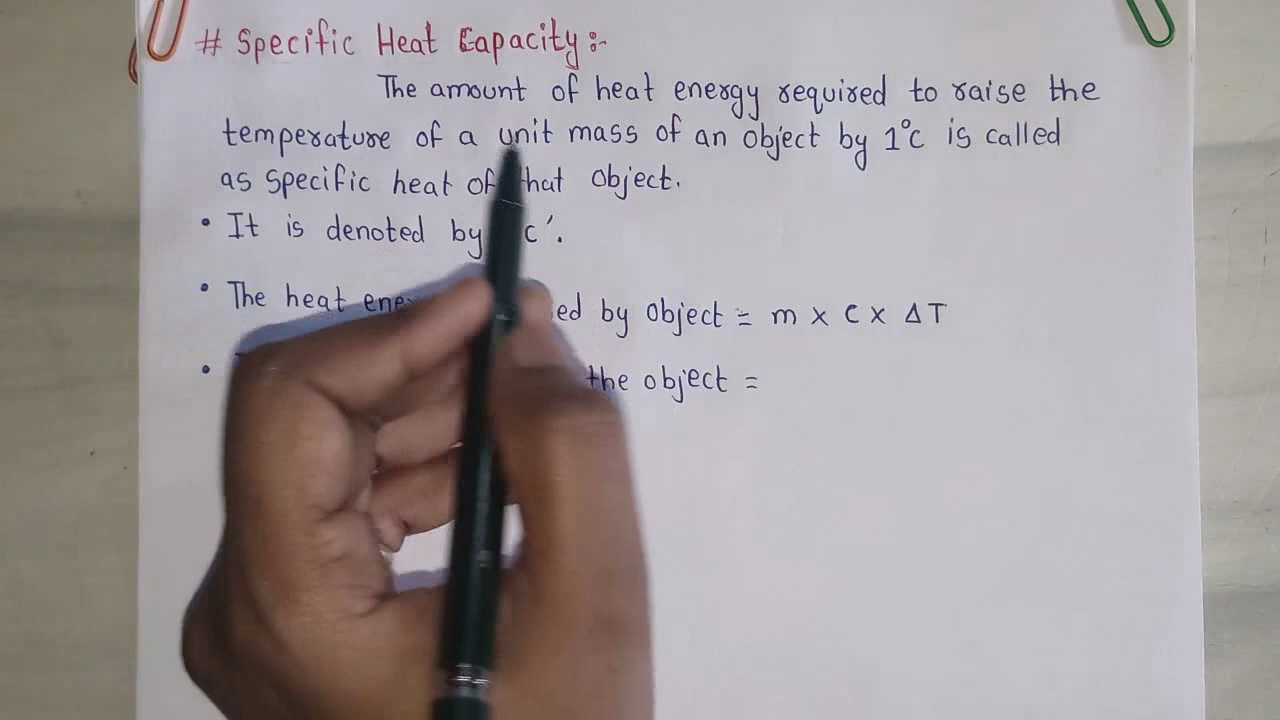 # Specific Heat Capacity :-
The amount of heat energy required to raise the
temperature of a unit mass of an object by 1°c is called
as specific heat of that object.
• It is denoted by c'.
• The heat by object = m x c x ΔT
• the object =